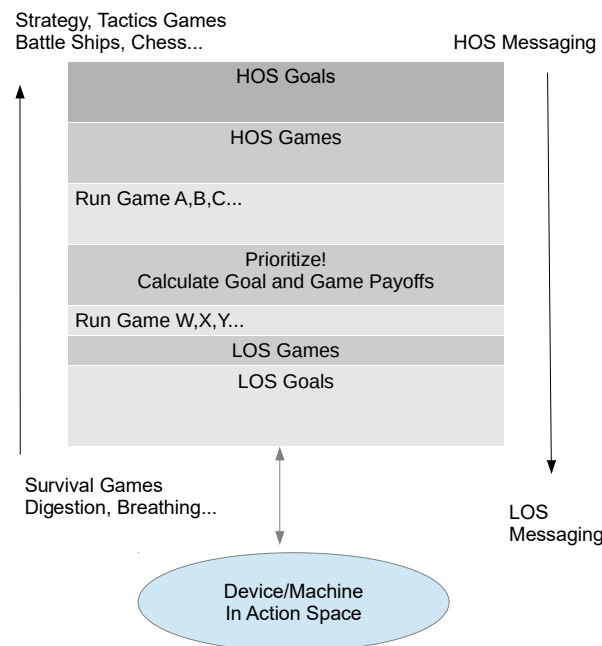 Strategy, Tactics Games
Battle Ships, Chess...
HOS Messaging
HOS Goals
HOS Games
Run Game A,B,C...
Prioritize!
Calculate Goal and Game Payoffs
Run Game W,X,Y...
LOS Games
LOS Goals
Survival Games
Digestion, Breathing...
LOS
Messaging
Device/Machine
In Action Space